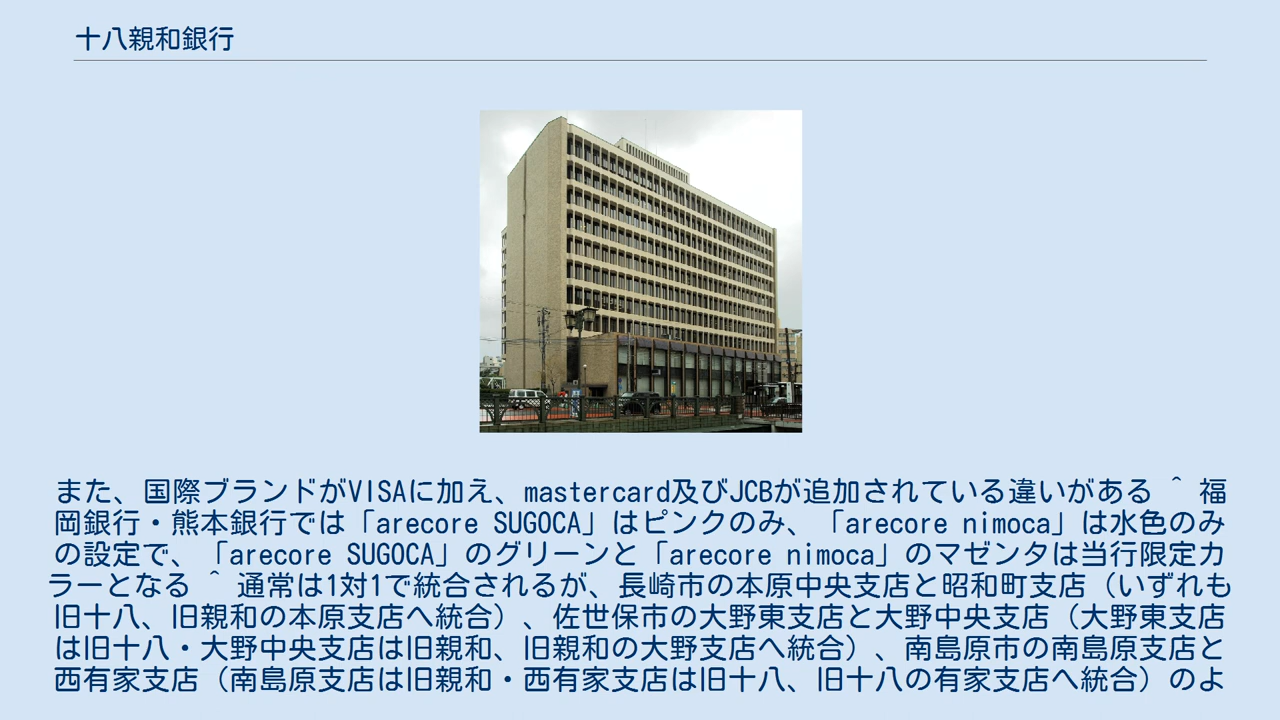 十八親和銀行
また、国際ブランドがVISAに加え、mastercard及びJCBが追加されている違いがある ^ 福
岡銀行・熊本銀行では「arecore SUGOCA」はピンクのみ、「arecore nimoca」は水色のみ
の設定で、「arecore SUGOCA」のグリーンと「arecore nimoca」のマゼンタは当行限定カ
ラーとなる ^ 通常は1対1で統合されるが、長崎市の本原中央支店と昭和町支店（いずれも
旧十八、旧親和の本原支店へ統合）、佐世保市の大野東支店と大野中央支店（大野東支店
は旧十八・大野中央支店は旧親和、旧親和の大野支店へ統合）、南島原市の南島原支店と
西有家支店（南島原支店は旧親和・西有家支店は旧十八、旧十八の有家支店へ統合）のよ